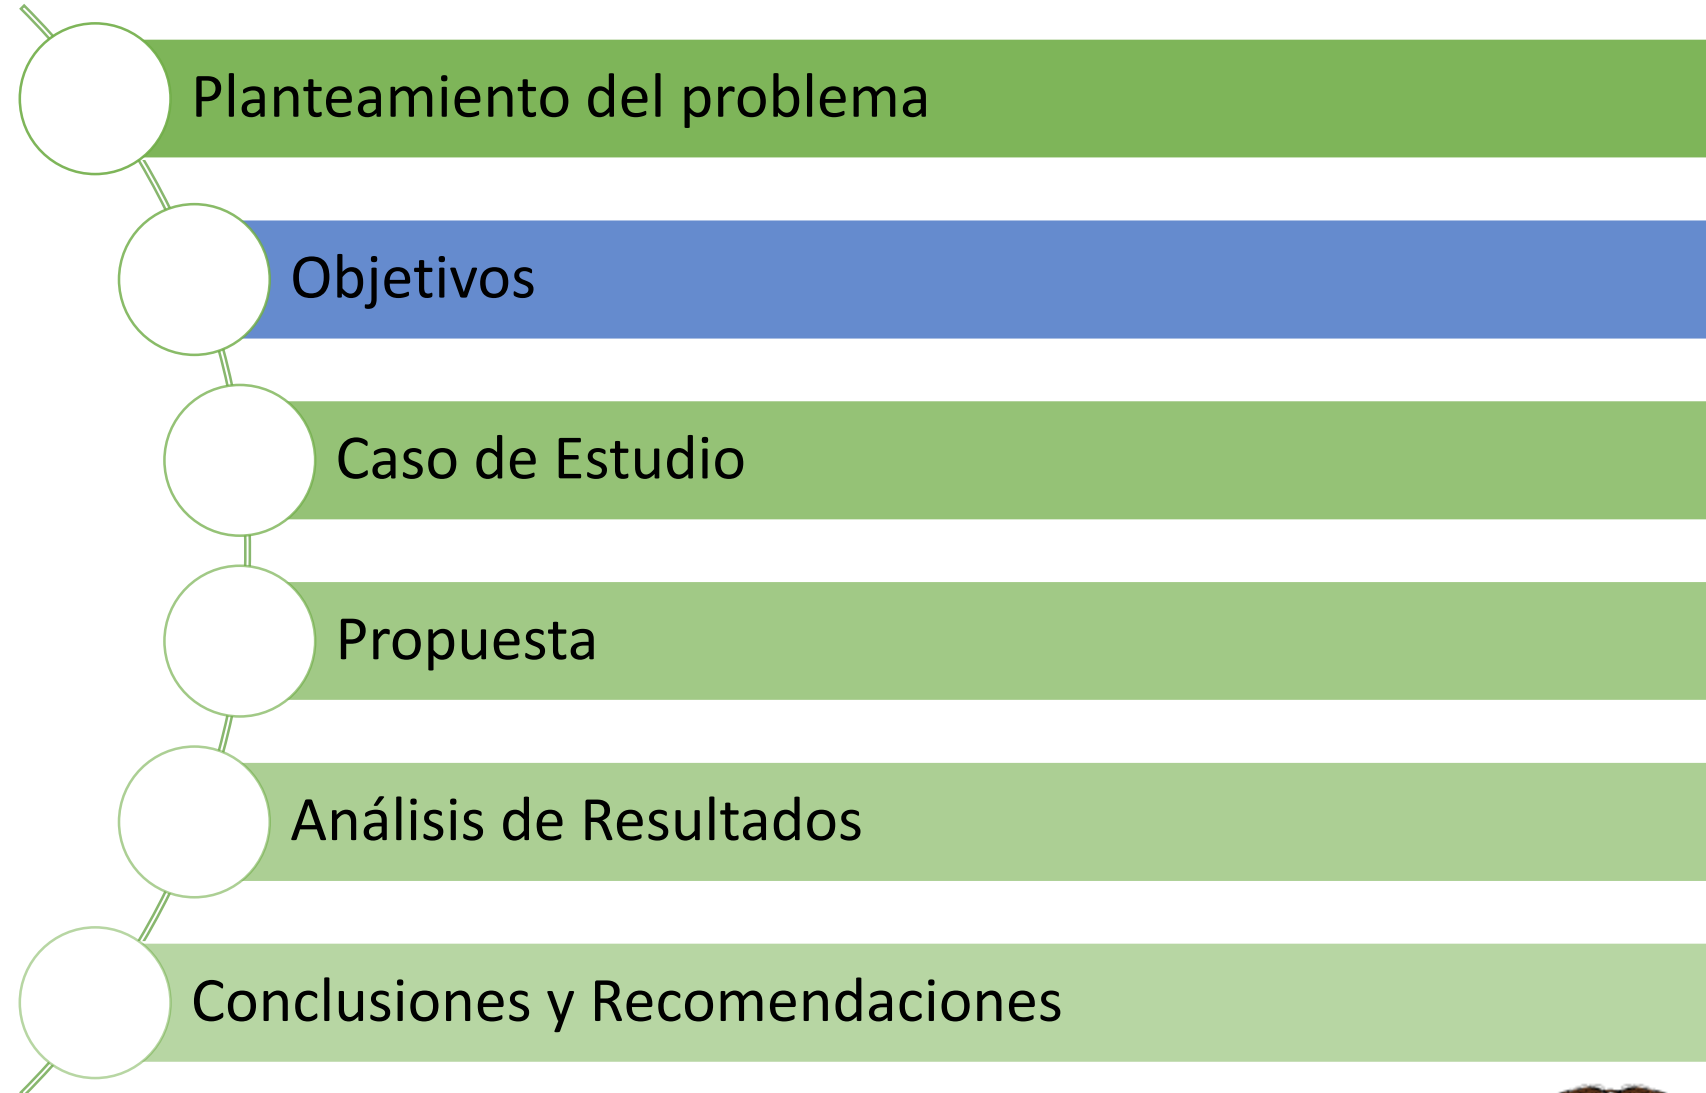 Planteamiento del problema
Objetivos
Caso de Estudio
Propuesta
Análisis de Resultados
Conclusiones y Recomendaciones